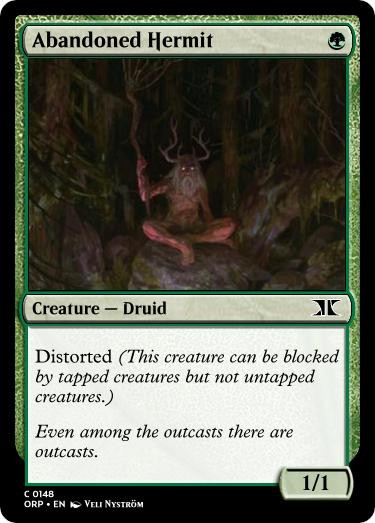 Abandoned Hermit
Creature — Druid
Distorted (This creature can be blocked
by tapped creatures but not untapped
creatures.)
Even among the outcasts there are
outcasts.
1/1
C 0148
ORP • EN Veli Nyström